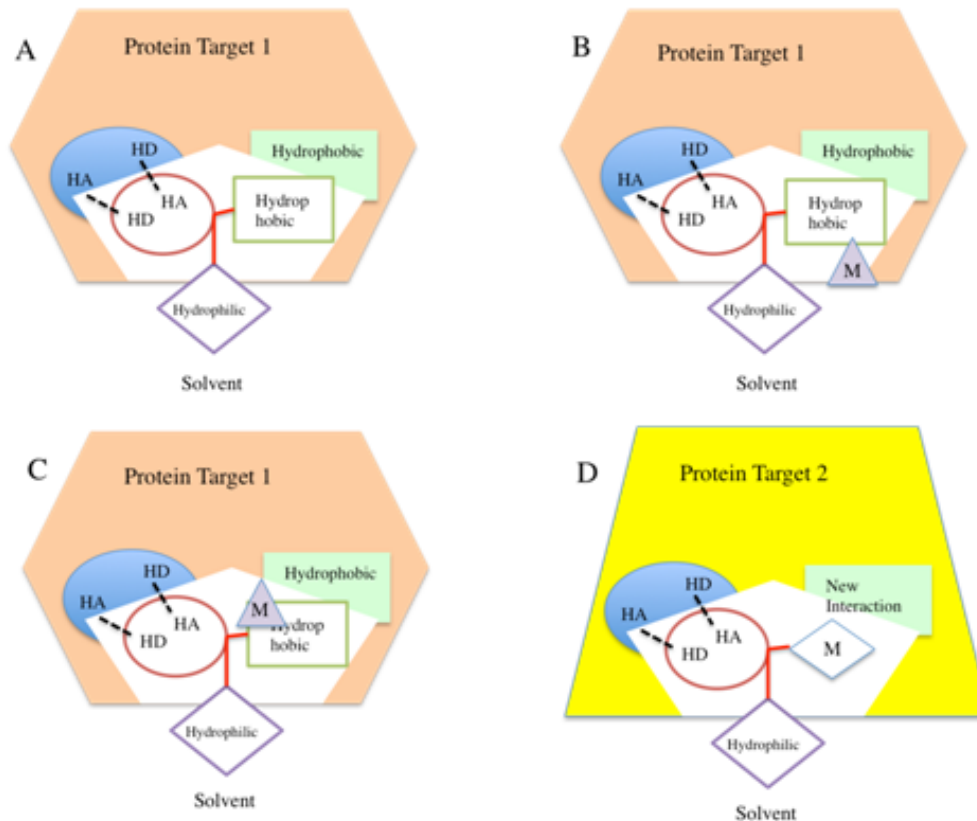 A
Protein Target 1
HD
Hydrophobic
HA
HA
Hydrop
HD
hobic
Hydrophilic
Solvent
B
Protein Target 1
HD
Hydrophobic
HA
HA
Hydrop
HD
hobic
M
Hydrophilic
Solvent
C
Protein Target 1
HD
Hydrophobic
HA
M
HA
Hydrop
HD
hobic
Hydrophilic
Solvent
D
Protein Target 2
HD
New
Interaction
HA
HA
HD
M
Hydrophilic
Solvent